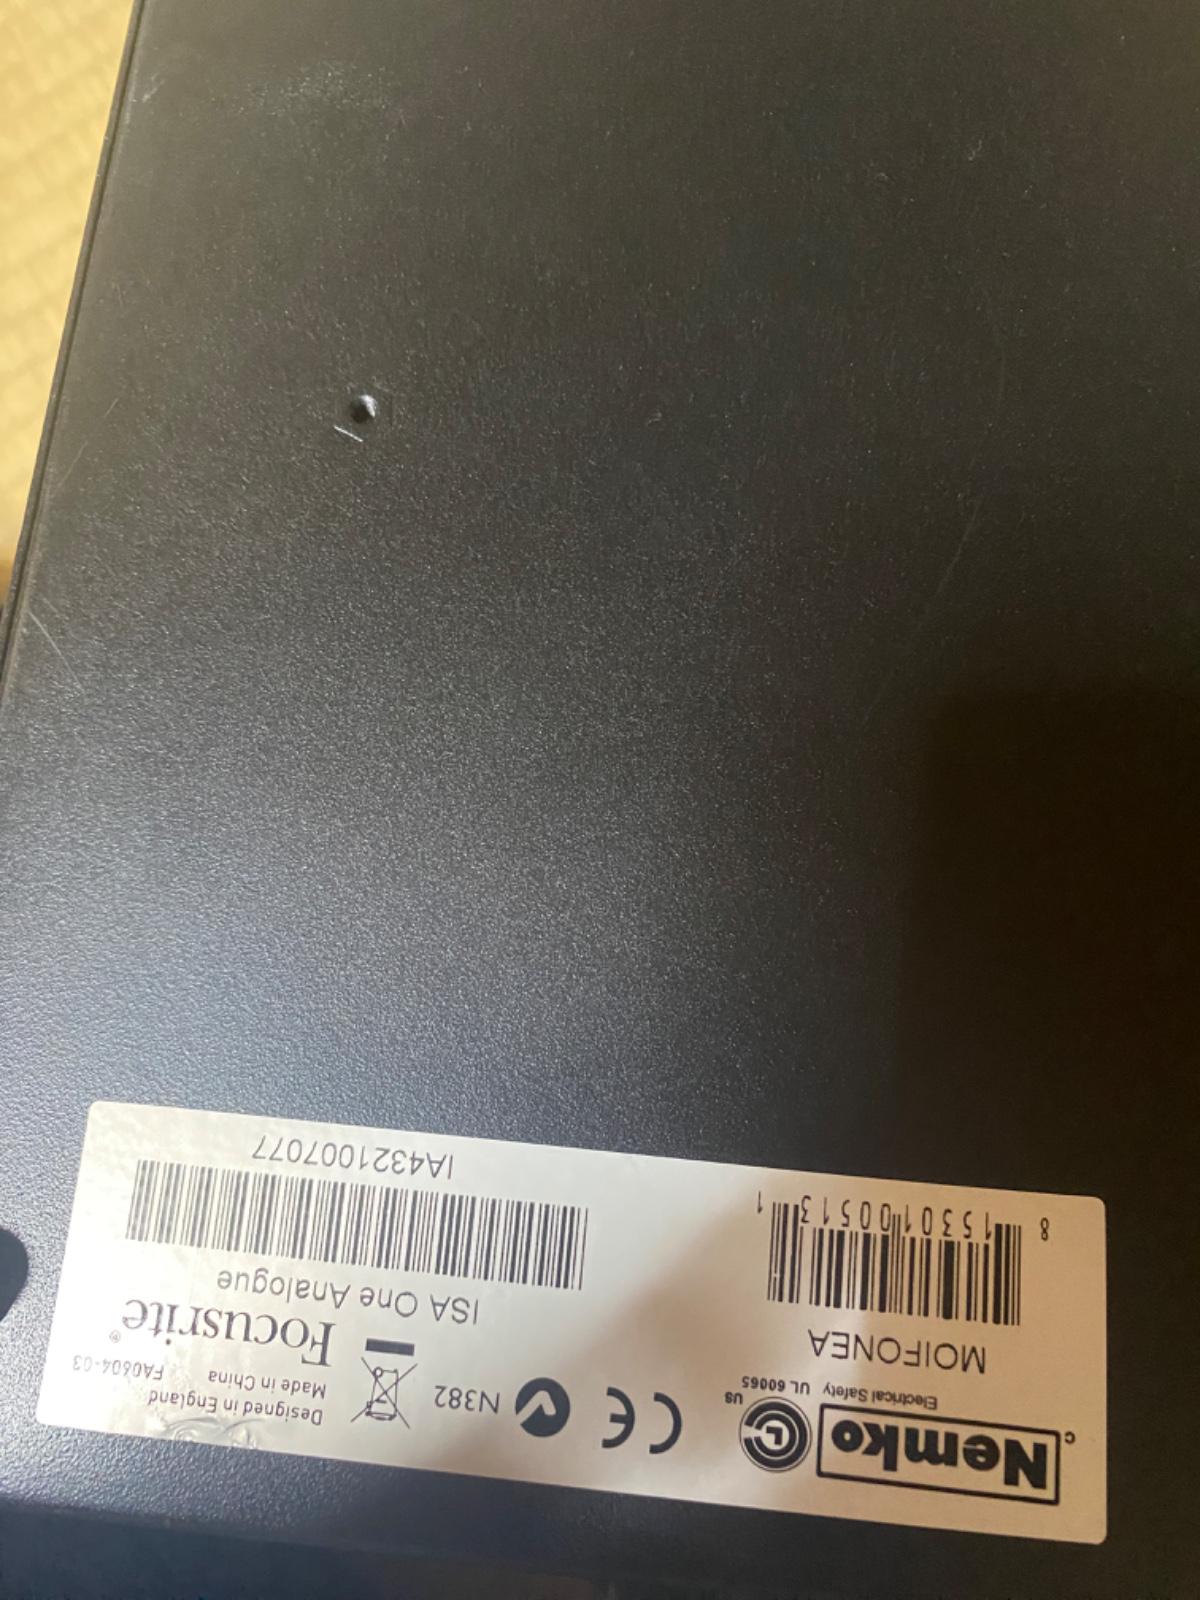 c Nemko us
Electrical Safety UL 60065
MOIFONEA
8 15301 00513 1
N382
Designed in England
Made in China FA0604-03
Focusrite®
ISA One Analogue
IA4321007077